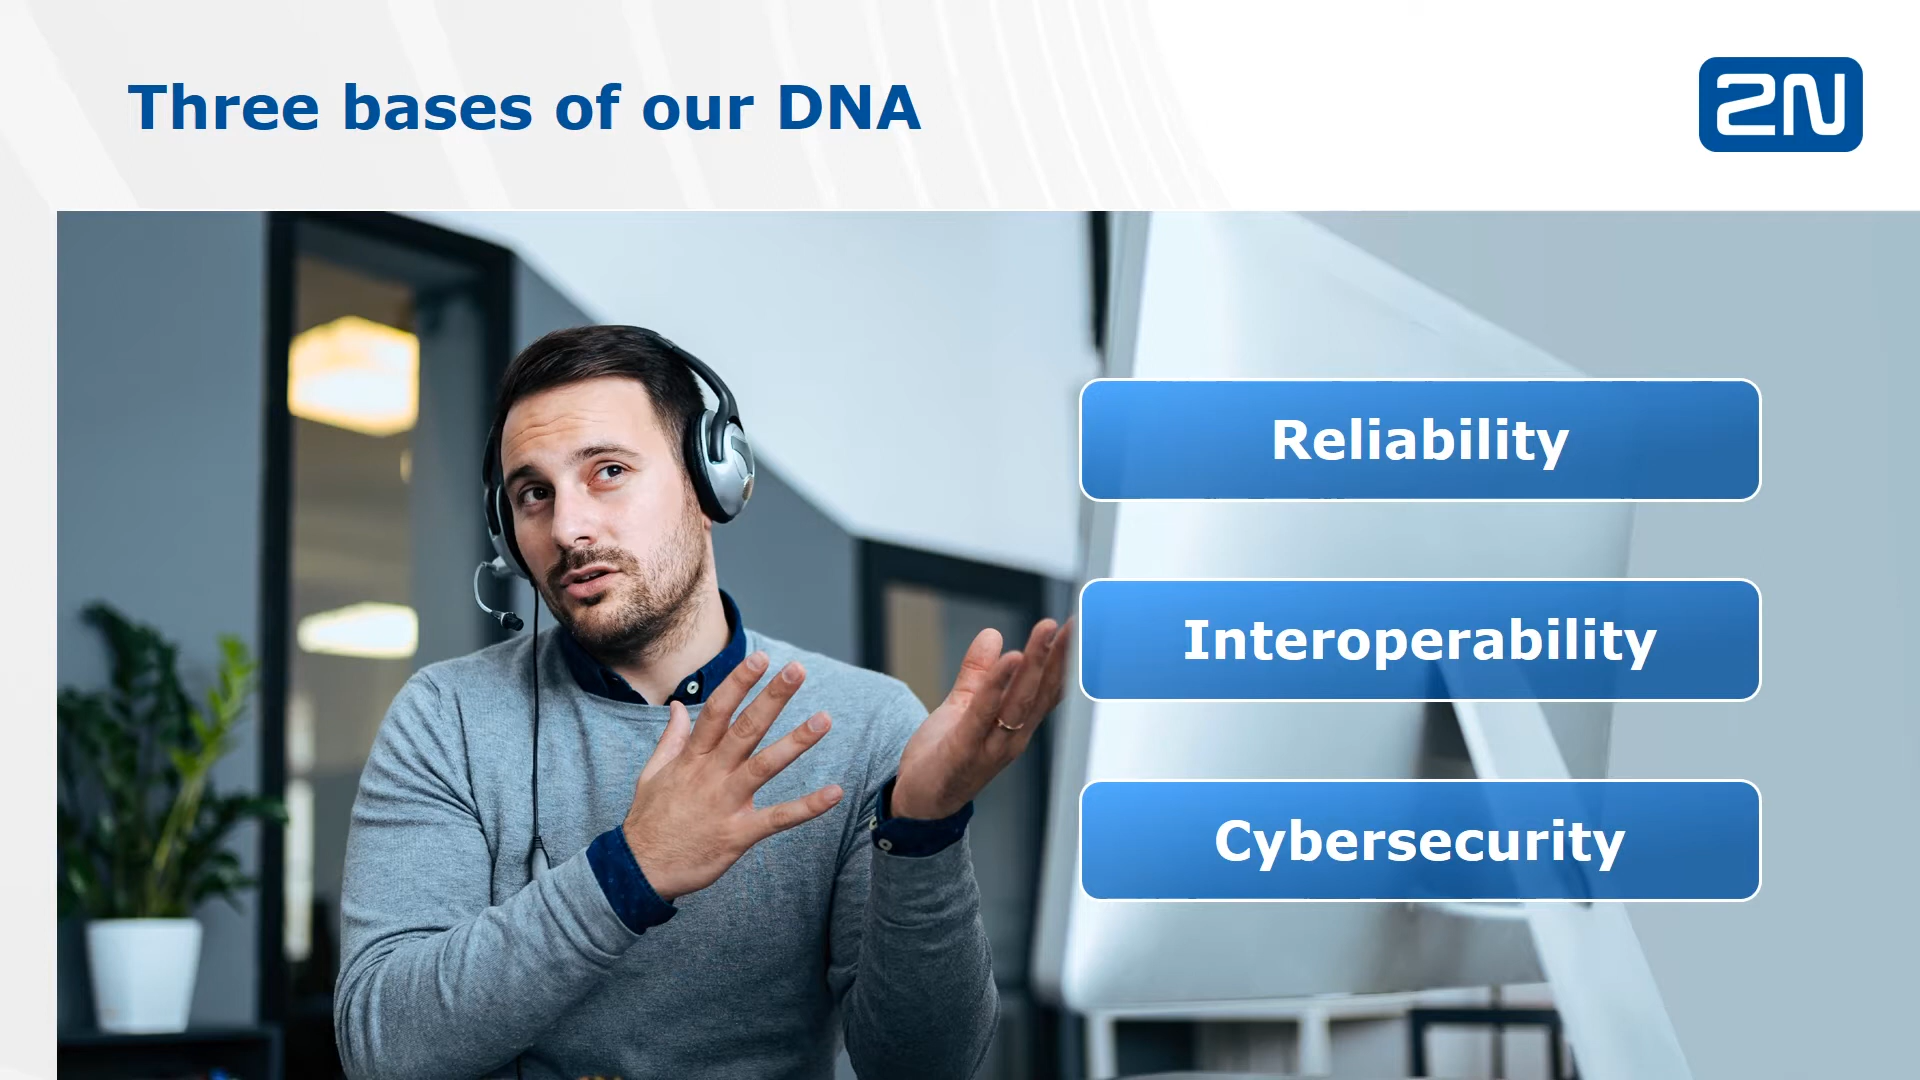 Three bases of our DNA
2N
Reliability
Interoperability
Cybersecurity